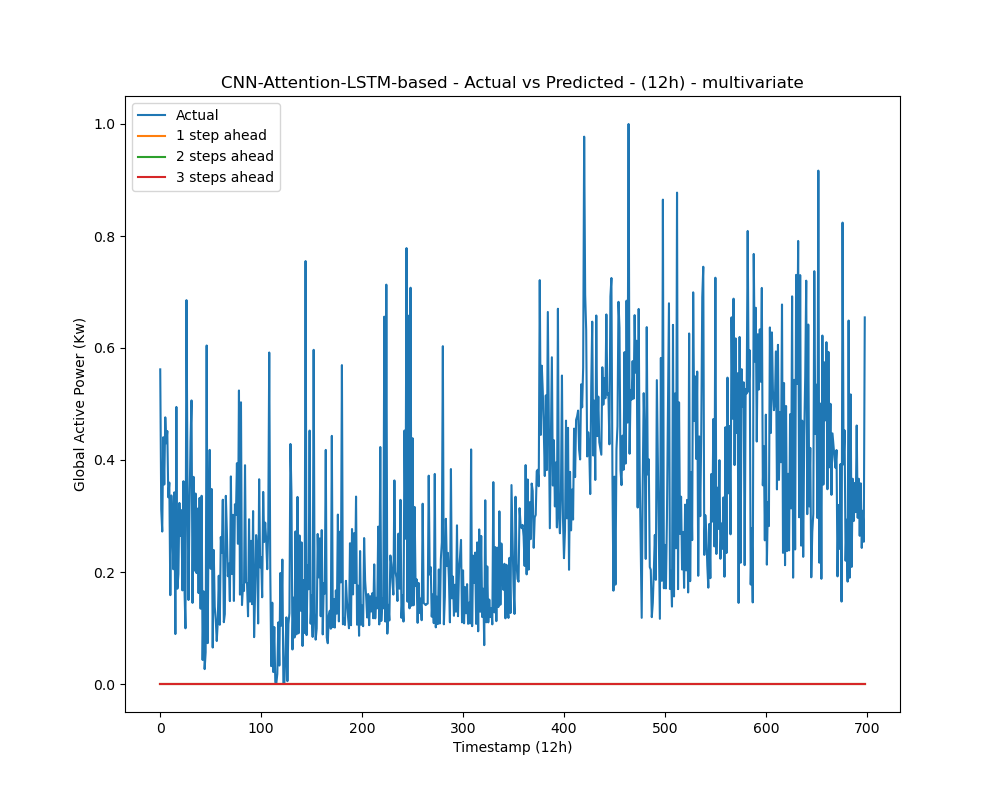 CNN-Attention-LSTM-based - Actual vs Predicted - (12h) - multivariate
Actual
1 step ahead
2 steps ahead
3 steps ahead
1.0
0.8
0.6
0.4
0.2
0.0
Global Active Power (Kw)
0 100 200 300 400 500 600 700
Timestamp (12h)